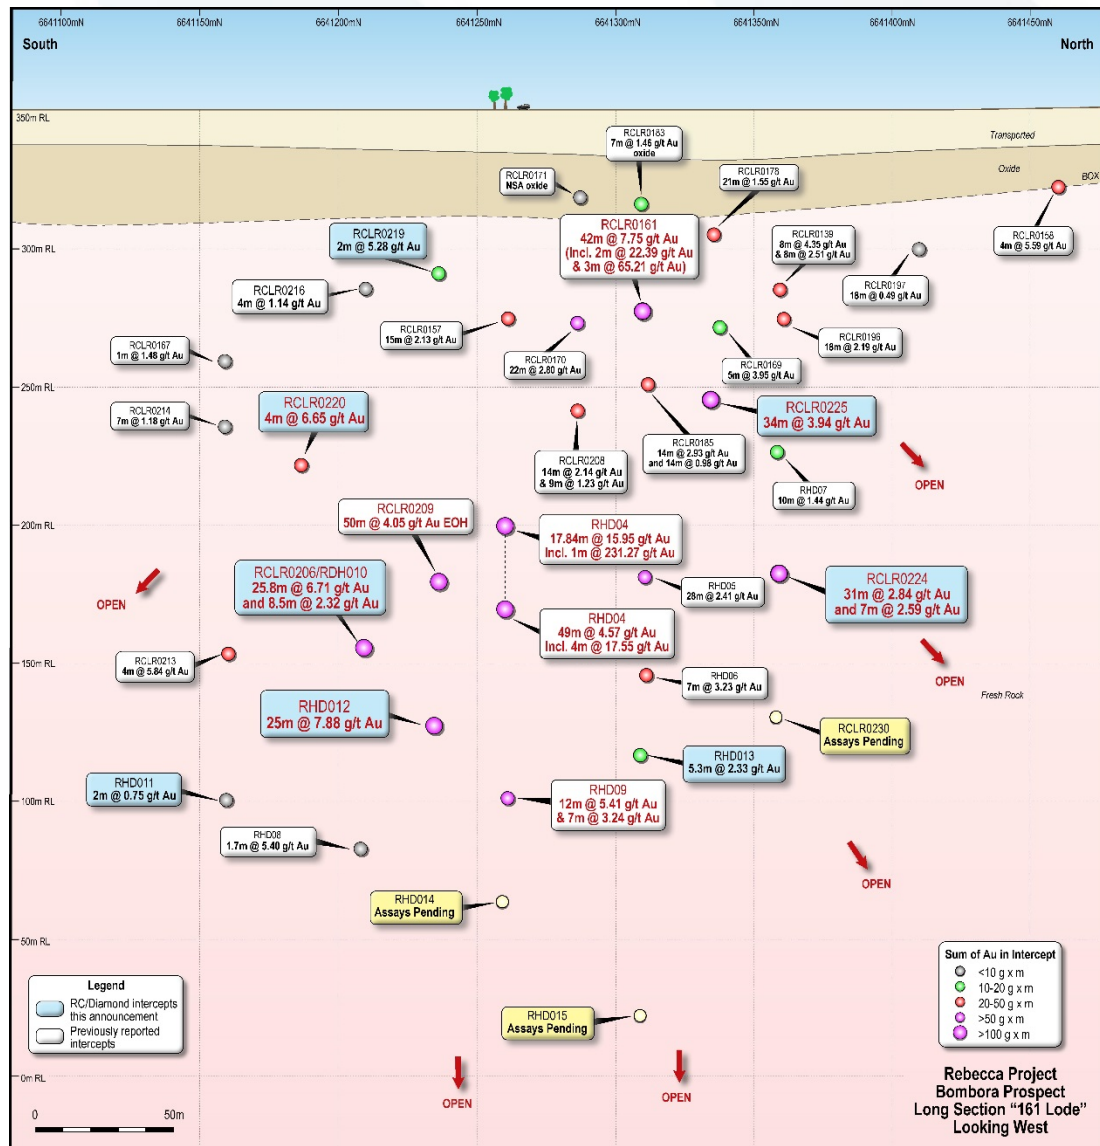 6641100mN
6641150mN
6641200mN
6641250mN
6641300mN
6641350mN
6641400mN
6641450mN
South
North
350m RL
Transported
Oxide
BOX
RCLR0183
7m @ 1.46 g/t Au
oxide
RCLR0171
NSA oxide
RCLR0178
21m @ 1.55 g/t Au
RCLR0158
4m @ 5.59 g/t Au
RCLR0161
42m @ 7.75 g/t Au
(Incl. 2m @ 22.39 g/t Au
& 3m @ 65.21 g/t Au)
RCLR0139
8m @ 4.35 g/t Au
& 8m @ 2.51 g/t Au
RCLR0219
2m @ 5.28 g/t Au
300m RL
RCLR0197
18m @ 0.49 g/t Au
RCLR0216
4m @ 1.14 g/t Au
RCLR0157
15m @ 2.13 g/t Au
RCLR0170
22m @ 2.80 g/t Au
RCLR0169
5m @ 3.95 g/t Au
RCLR0196
18m @ 2.19 g/t Au
RCLR0167
1m @ 1.48 g/t Au
250m RL
RCLR0214
7m @ 1.18 g/t Au
RCLR0220
4m @ 6.65 g/t Au
RCLR0225
34m @ 3.94 g/t Au
RCLR0185
14m @ 2.93 g/t Au
and 14m @ 0.98 g/t Au
RCLR0208
14m @ 2.14 g/t Au
& 9m @ 1.23 g/t Au
RHD07
10m @ 1.44 g/t Au
OPEN
RCLR0209
50m @ 4.05 g/t Au EOH
200m RL
RHD04
17.84m @ 15.95 g/t Au
Incl. 1m @ 231.27 g/t Au
RCLR0206/RDH010
25.8m @ 6.71 g/t Au
and 8.5m @ 2.32 g/t Au
RHD05
28m @ 2.41 g/t Au
RCLR0224
31m @ 2.84 g/t Au
and 7m @ 2.59 g/t Au
OPEN
RHD04
49m @ 4.57 g/t Au
Incl. 4m @ 17.55 g/t Au
150m RL
RCLR0213
4m @ 5.84 g/t Au
RHD06
7m @ 3.23 g/t Au
OPEN
Fresh Rock
RHD012
25m @ 7.88 g/t Au
RCLR0230
Assays Pending
RHD013
5.3m @ 2.33 g/t Au
RHD011
2m @ 0.75 g/t Au
100m RL
RHD09
12m @ 5.41 g/t Au
& 7m @ 3.24 g/t Au
RHD08
1.7m @ 5.40 g/t Au
OPEN
RHD014
Assays Pending
50m RL
Legend
RC/Diamond intercepts
this announcement
Previously reported
intercepts
RHD015
Assays Pending
Sum of Au in Intercept
<10 g x m
10-20 g x m
20-50 g x m
>50 g x m
>100 g x m
0m RL
OPEN
OPEN
0
50m
Rebecca Project
Bombora Prospect
Long Section "161 Lode"
Looking West